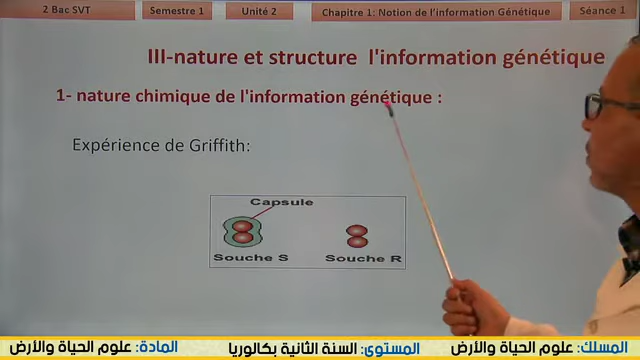 2 Bac SVT
Semestre 1
Unité 2
Chapitre 1: Notion de l'information Génétique
Séance 1
III-nature et structure l'information génétique
1- nature chimique de l'information génétique :
Expérience de Griffith:
Capsule
Souche S
Souche R
المسلك: علوم الحياة والأرض
المستوى: السنة الثانية بكالوريا
المادة: علوم الحياة والأرض